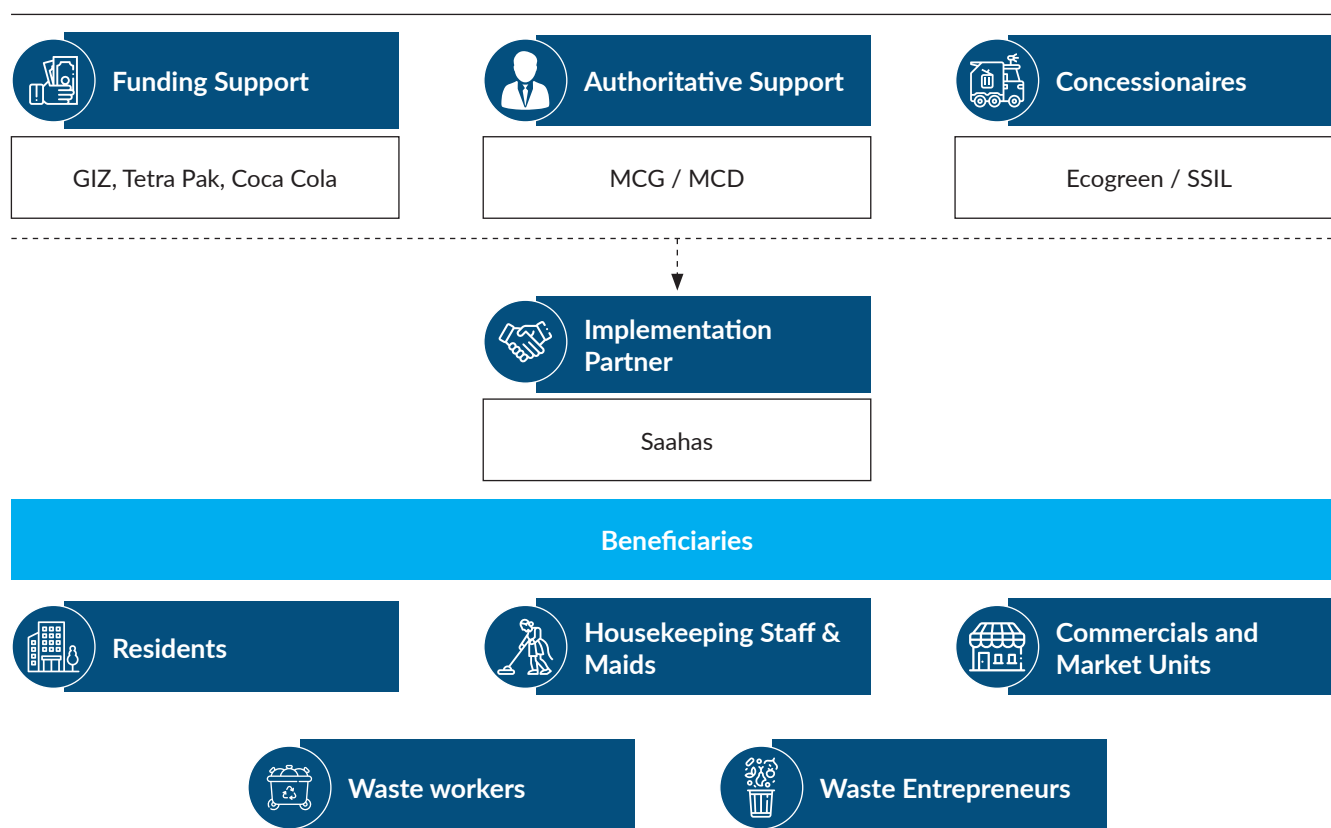 Funding Support
Authoritative Support
Concessionaires
GIZ, Tetra Pak, Coca Cola
MCG / MCD
Ecogreen / SSIL
Implementation
Partner
Saahas
Beneficiaries
Residents
Housekeeping Staff &
Maids
Commercials and
Market Units
Waste workers
Waste Entrepreneurs